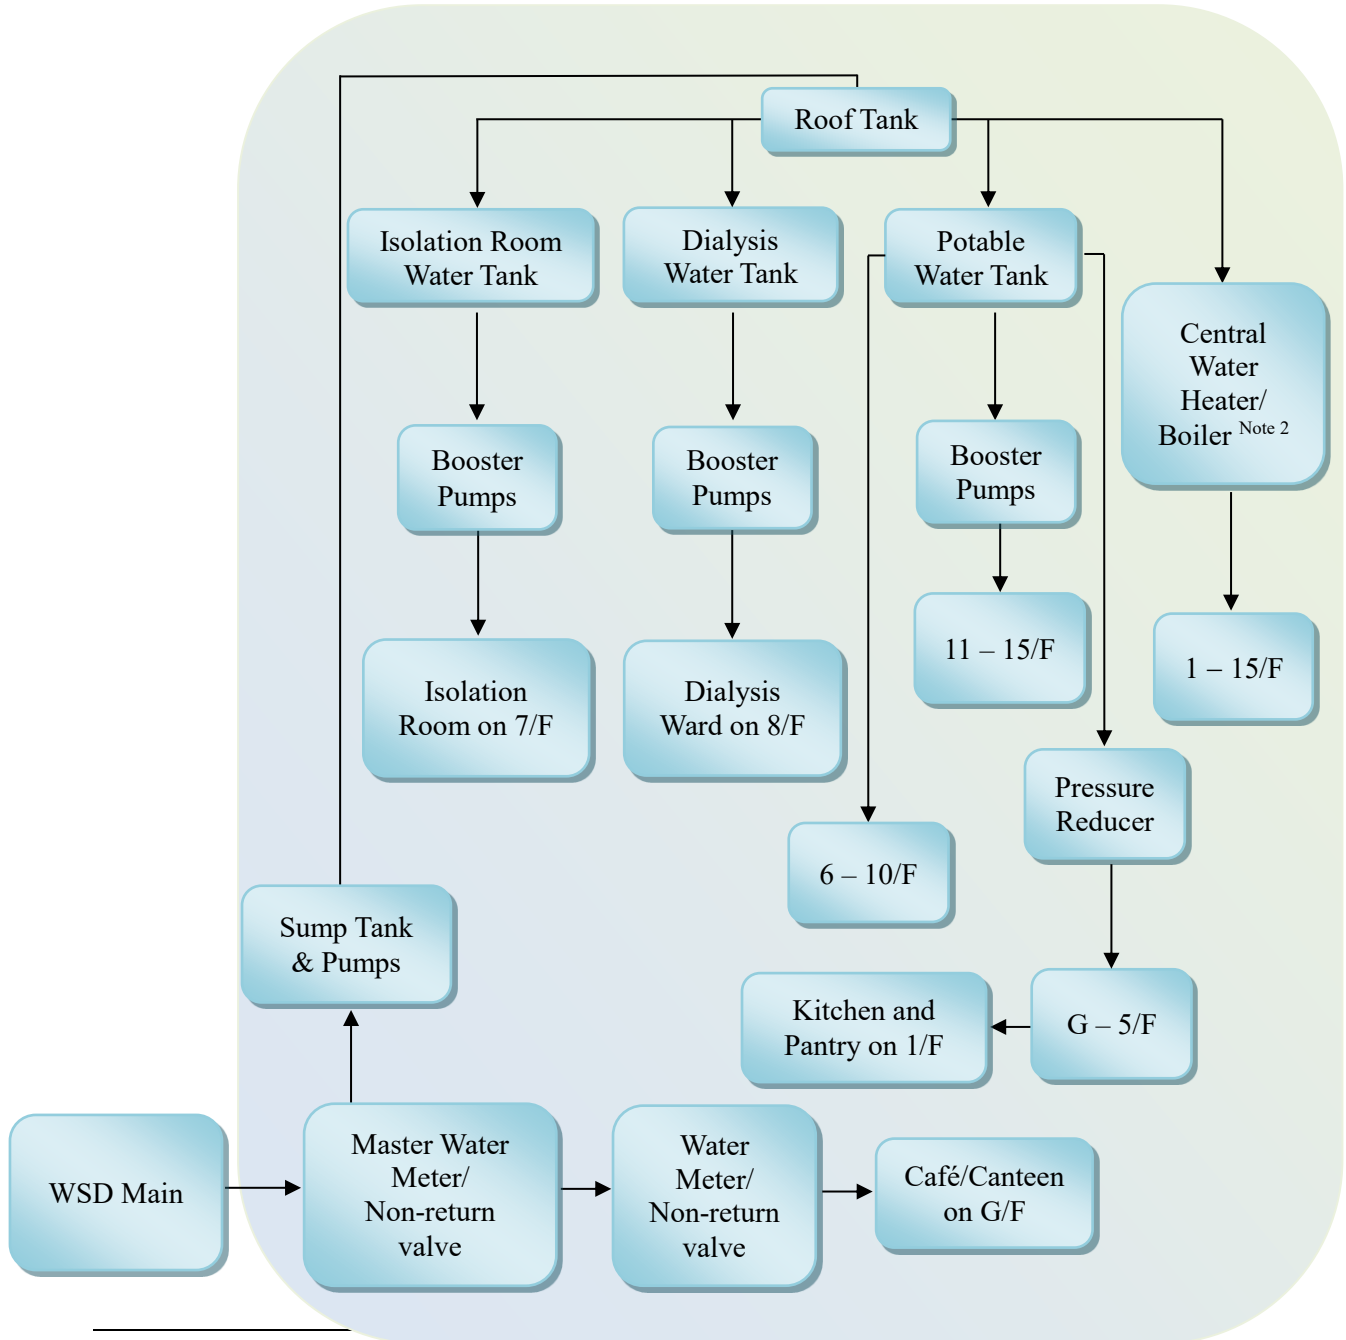 Roof Tank
Isolation Room
Water Tank
Dialysis
Water Tank
Potable
Water Tank
Central
Water
Heater/
Boiler Note 2
Booster
Pumps
Booster
Pumps
Booster
Pumps
11 – 15/F
1 – 15/F
Isolation
Room on 7/F
Dialysis
Ward on 8/F
Pressure
Reducer
6 – 10/F
Sump Tank
& Pumps
Kitchen and
Pantry on 1/F
G – 5/F
WSD Main
Master Water
Meter/
Non-return
valve
Water
Meter/
Non-return
valve
Café/Canteen
on G/F